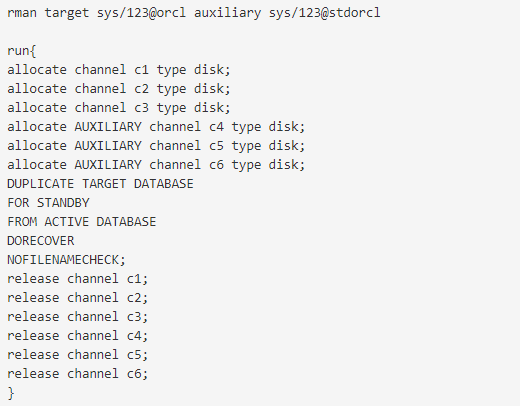 rman target sys/123@orcl auxiliary sys/123@stdorcl
run{
allocate channel c1 type disk;
allocate channel c2 type disk;
allocate channel c3 type disk;
allocate AUXILIARY channel c4 type disk;
allocate AUXILIARY channel c5 type disk;
allocate AUXILIARY channel c6 type disk;
DUPLICATE TARGET DATABASE
FOR STANDBY
FROM ACTIVE DATABASE
DORECOVER
NOFILENAMECHECK;
release channel c1;
release channel c2;
release channel c3;
release channel c4;
release channel c5;
release channel c6;
}